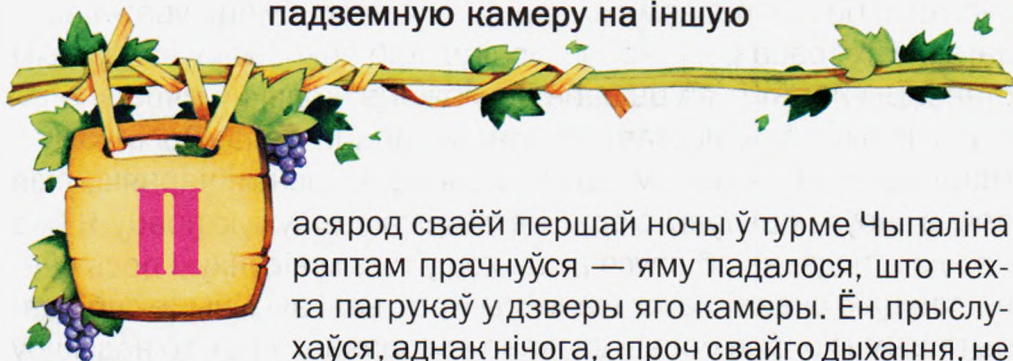 падземную камеру на іншую
П
асярод сваёй першай ночы ў турме Чыпаліна
раптам прачнуўся — яму падалося, што нех-
та пагрукаў у дзверы яго камеры. Ён прыслу-
хаўся, аднак нічога, апроч свайго дыхання, не